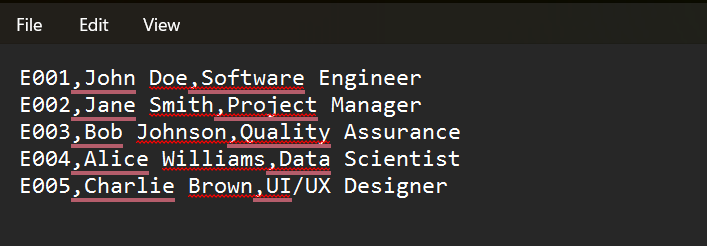 File Edit View
E001,John Doe,Software Engineer
E002,Jane Smith,Project Manager
E003,Bob Johnson,Quality Assurance
E004,Alice Williams,Data Scientist
E005,Charlie Brown,UI/UX Designer